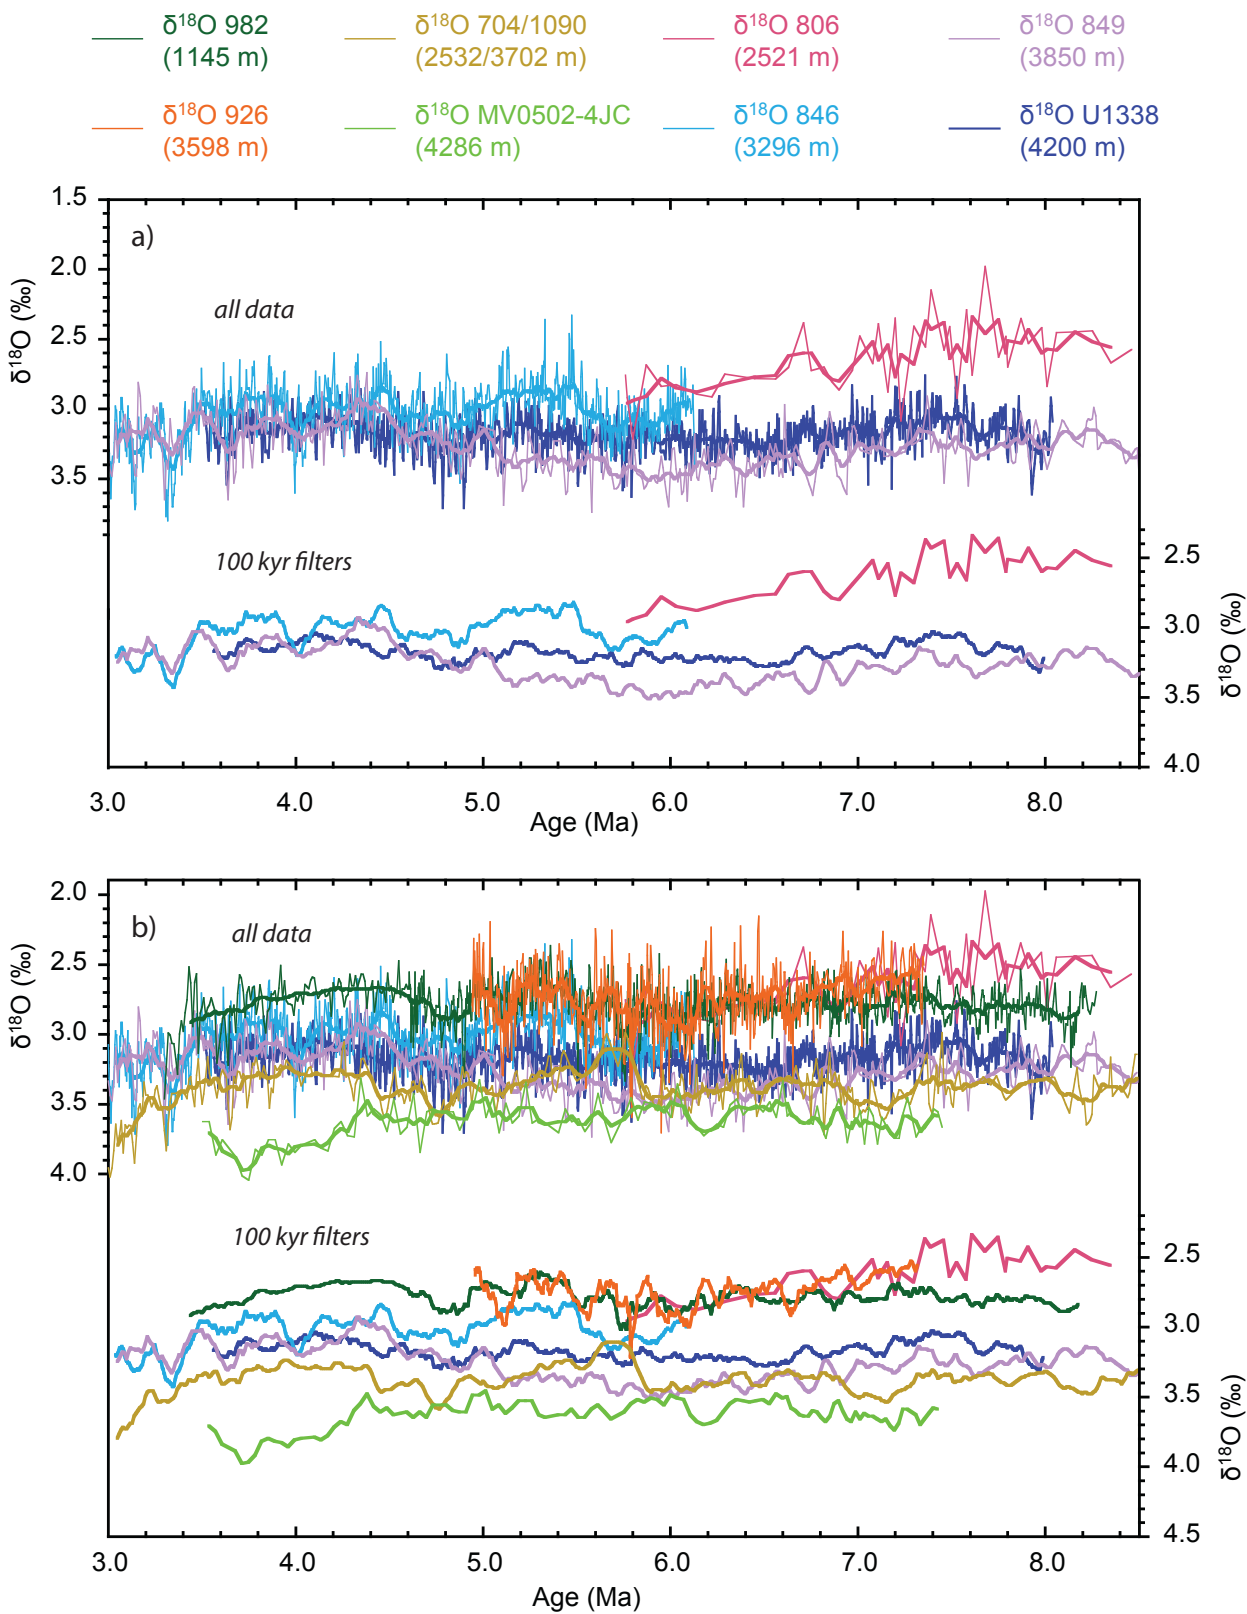 δ¹⁸O 982
(1145 m)
δ¹⁸O 704/1090
(2532/3702 m)
δ¹⁸O 806
(2521 m)
δ¹⁸O 849
(3850 m)
δ¹⁸O 926
(3598 m)
δ¹⁸O MV0502-4JC
(4286 m)
δ¹⁸O 846
(3296 m)
δ¹⁸O U1338
(4200 m)
a)
all data
100 kyr filters
1.5
2.0
2.5
3.0
3.5
δ¹⁸O (‰)
2.5
3.0
3.5
4.0
δ¹⁸O (‰)
3.0 4.0 5.0 6.0 7.0 8.0
Age (Ma)
b)
all data
100 kyr filters
2.0
2.5
3.0
3.5
4.0
δ¹⁸O (‰)
2.5
3.0
3.5
4.0
4.5
δ¹⁸O (‰)
3.0 4.0 5.0 6.0 7.0 8.0
Age (Ma)